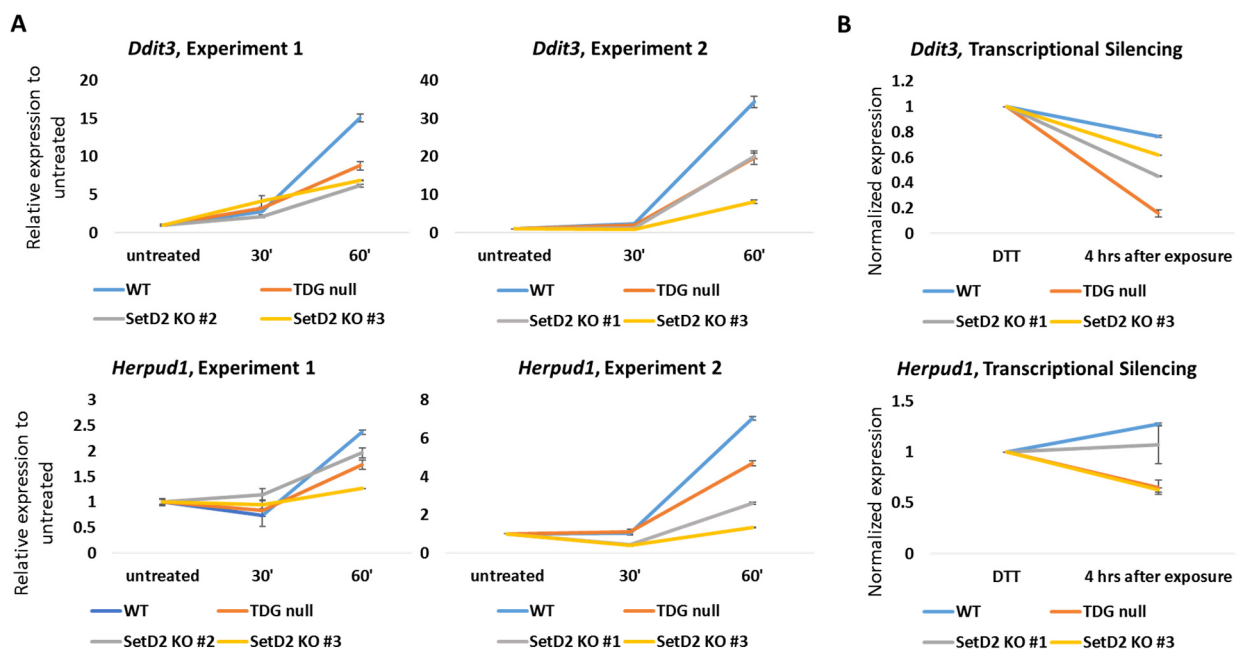 A
B
Ddit3, Experiment 1
Ddit3, Experiment 2
Ddit3, Transcriptional Silencing
Relative expression to
untreated
20
15
10
5
0
untreated
30'
60'
WT
TDG null
SetD2 KO #2
SetD2 KO #3
40
30
20
10
0
untreated
30'
60'
WT
TDG null
SetD2 KO #1
SetD2 KO #3
Normalized expression
1.2
1
0.8
0.6
0.4
0.2
0
DTT
4 hrs after exposure
WT
TDG null
SetD2 KO #1
SetD2 KO #3
Herpud1, Experiment 1
Herpud1, Experiment 2
Herpud1, Transcriptional Silencing
Relative expression to
untreated
3
2.5
2
1.5
1
0.5
0
untreated
30'
60'
WT
TDG null
SetD2 KO #2
SetD2 KO #3
8
6
4
2
0
untreated
30'
60'
WT
TDG null
SetD2 KO #1
SetD2 KO #3
Normalized expression
1.5
1
0.5
0
DTT
4 hrs after exposure
WT
TDG null
SetD2 KO #1
SetD2 KO #3